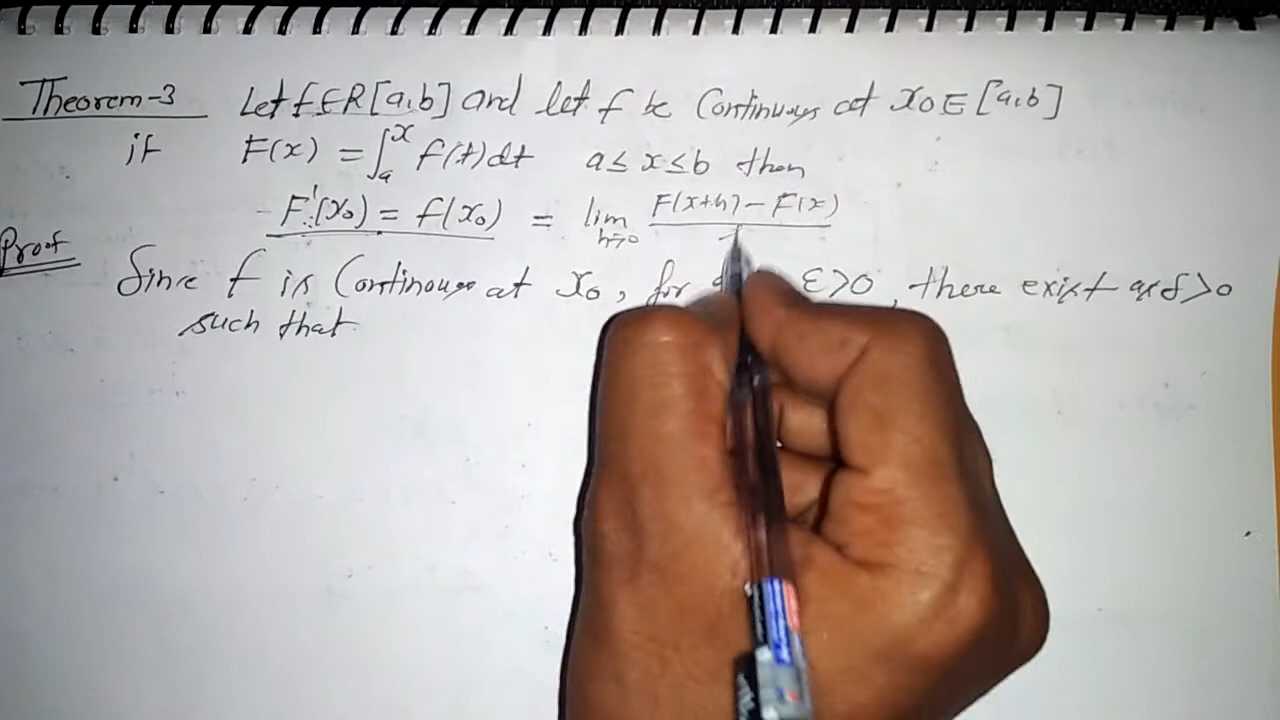 Theorem-3 Let f∈R[a,b] and let f be Continuous at x₀∈[a,b]
if F(x) = ∫ₐˣ f(t)dt a≤x≤b then
F'(x₀) = f(x₀) = lim h→0 F(x+h) - F(x)
Proof
Since f is Continous at x₀, for ε>0, there exist a δ>0
such that